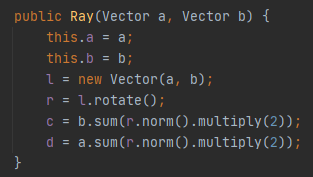 public Ray(Vector a, Vector b) {
    this.a = a;
    this.b = b;
    l = new Vector(a, b);
    r = l.rotate();
    c = b.sum(r.norm().multiply(2));
    d = a.sum(r.norm().multiply(2));
}